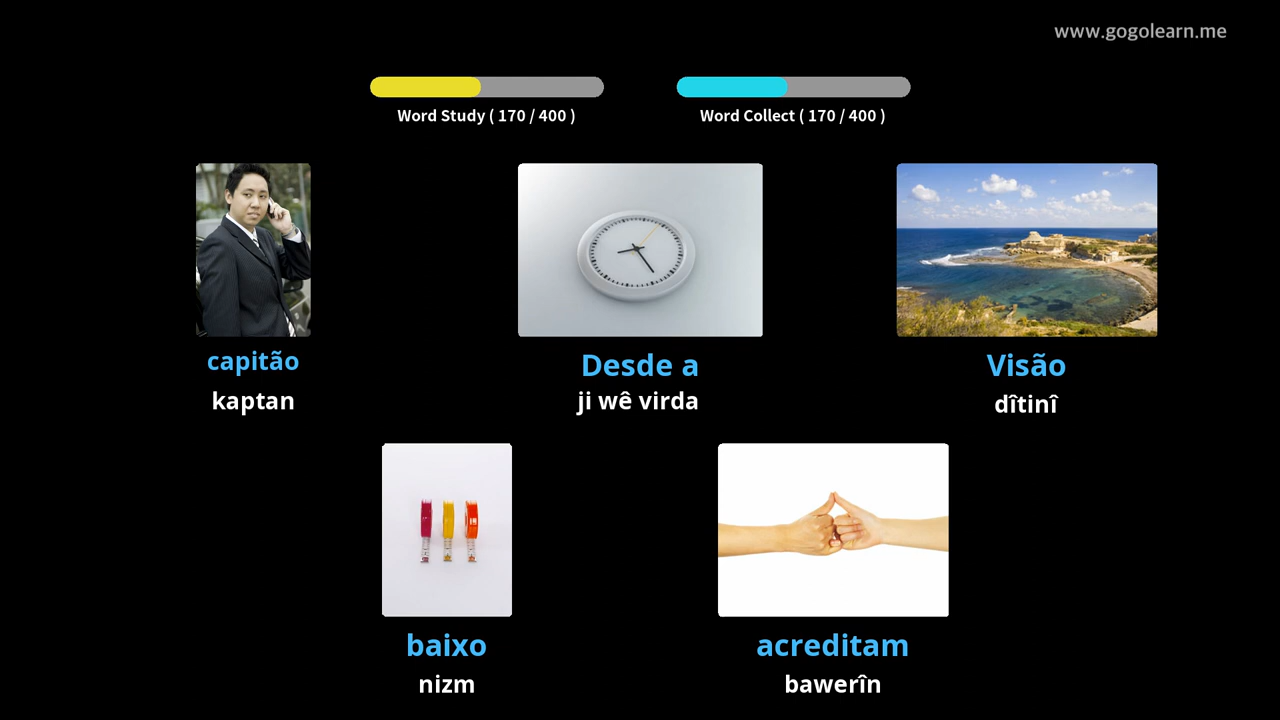 www.gogolearn.me
Word Study ( 170 / 400 )
Word Collect ( 170 / 400 )
capitão
kaptan
Desde a
ji wê virda
Visão
dîtinî
baixo
nizm
acreditam
bawerîn